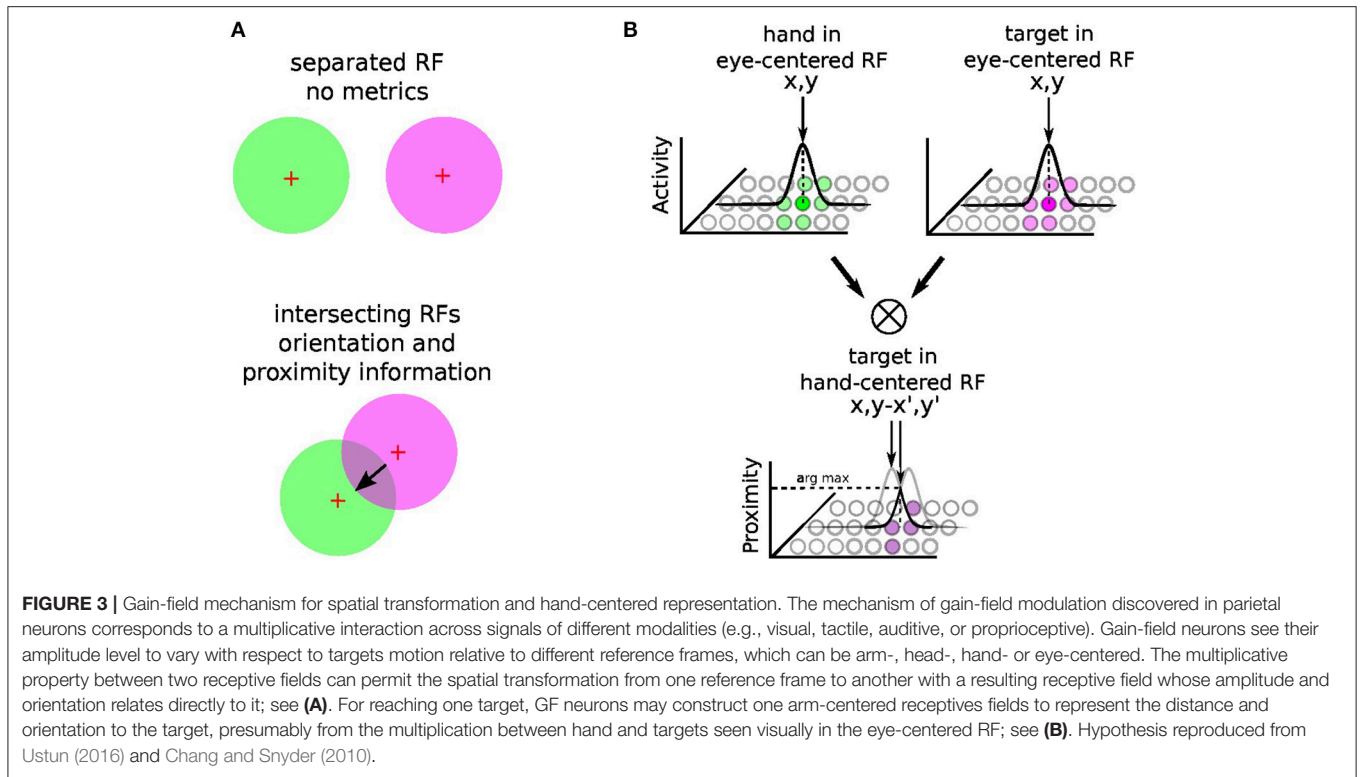 A
separated RF
no metrics
intersecting RFs
orientation and
proximity information
B
hand in
eye-centered RF
x,y
Activity
target in
eye-centered RF
x,y
target in
hand-centered RF
x,y-x',y'
Proximity
arg max
FIGURE 3 | Gain-field mechanism for spatial transformation and hand-centered representation. The mechanism of gain-field modulation discovered in parietal
neurons corresponds to a multiplicative interaction across signals of different modalities (e.g., visual, tactile, auditive, or proprioceptive). Gain-field neurons see their
amplitude level to vary with respect to targets motion relative to different reference frames, which can be arm-, head-, hand- or eye-centered. The multiplicative
property between two receptive fields can permit the spatial transformation from one reference frame to another with a resulting receptive field whose amplitude and
orientation relates directly to it; see (A). For reaching one target, GF neurons may construct one arm-centered receptives fields to represent the distance and
orientation to the target, presumably from the multiplication between hand and targets seen visually in the eye-centered RF; see (B). Hypothesis reproduced from
Ustun (2016) and Chang and Snyder (2010).